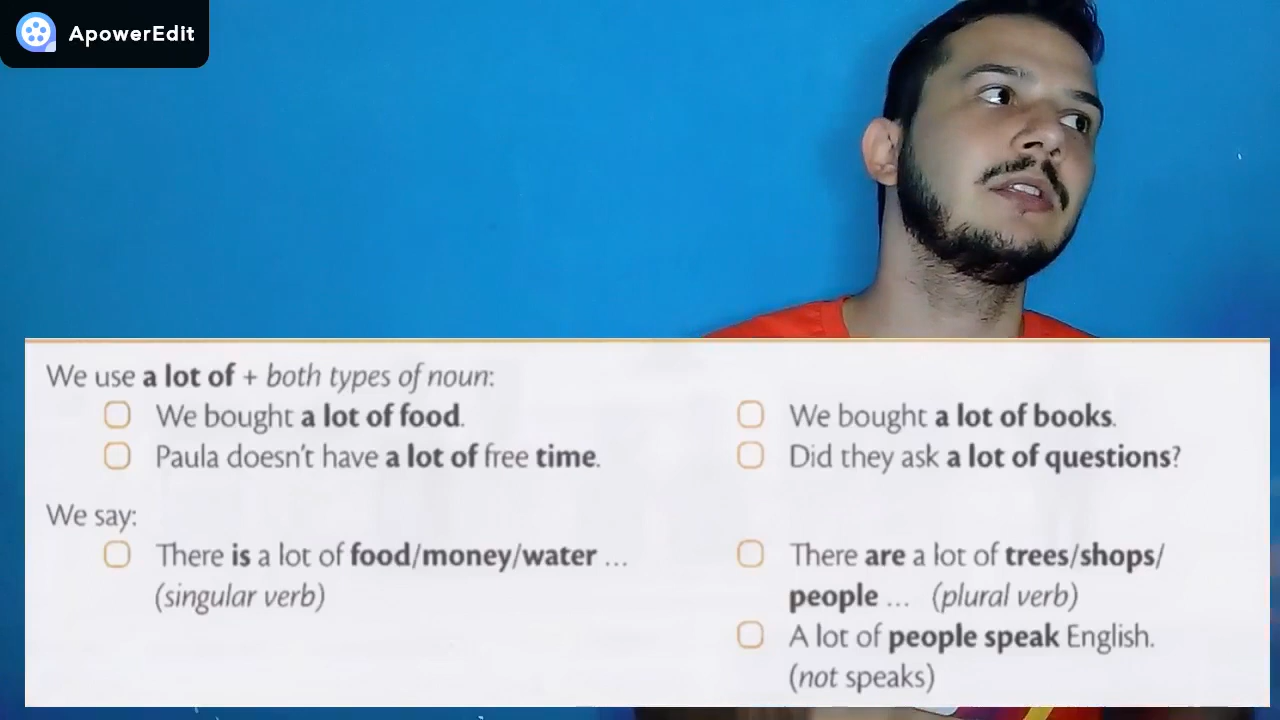 ApowerEdit
We use a lot of + both types of noun:
We bought a lot of food.
Paula doesn't have a lot of free time.
We bought a lot of books.
Did they ask a lot of questions?
We say:
There is a lot of food/money/water ...
(singular verb)
There are a lot of trees/shops/
people ... (plural verb)
A lot of people speak English.
(not speaks)